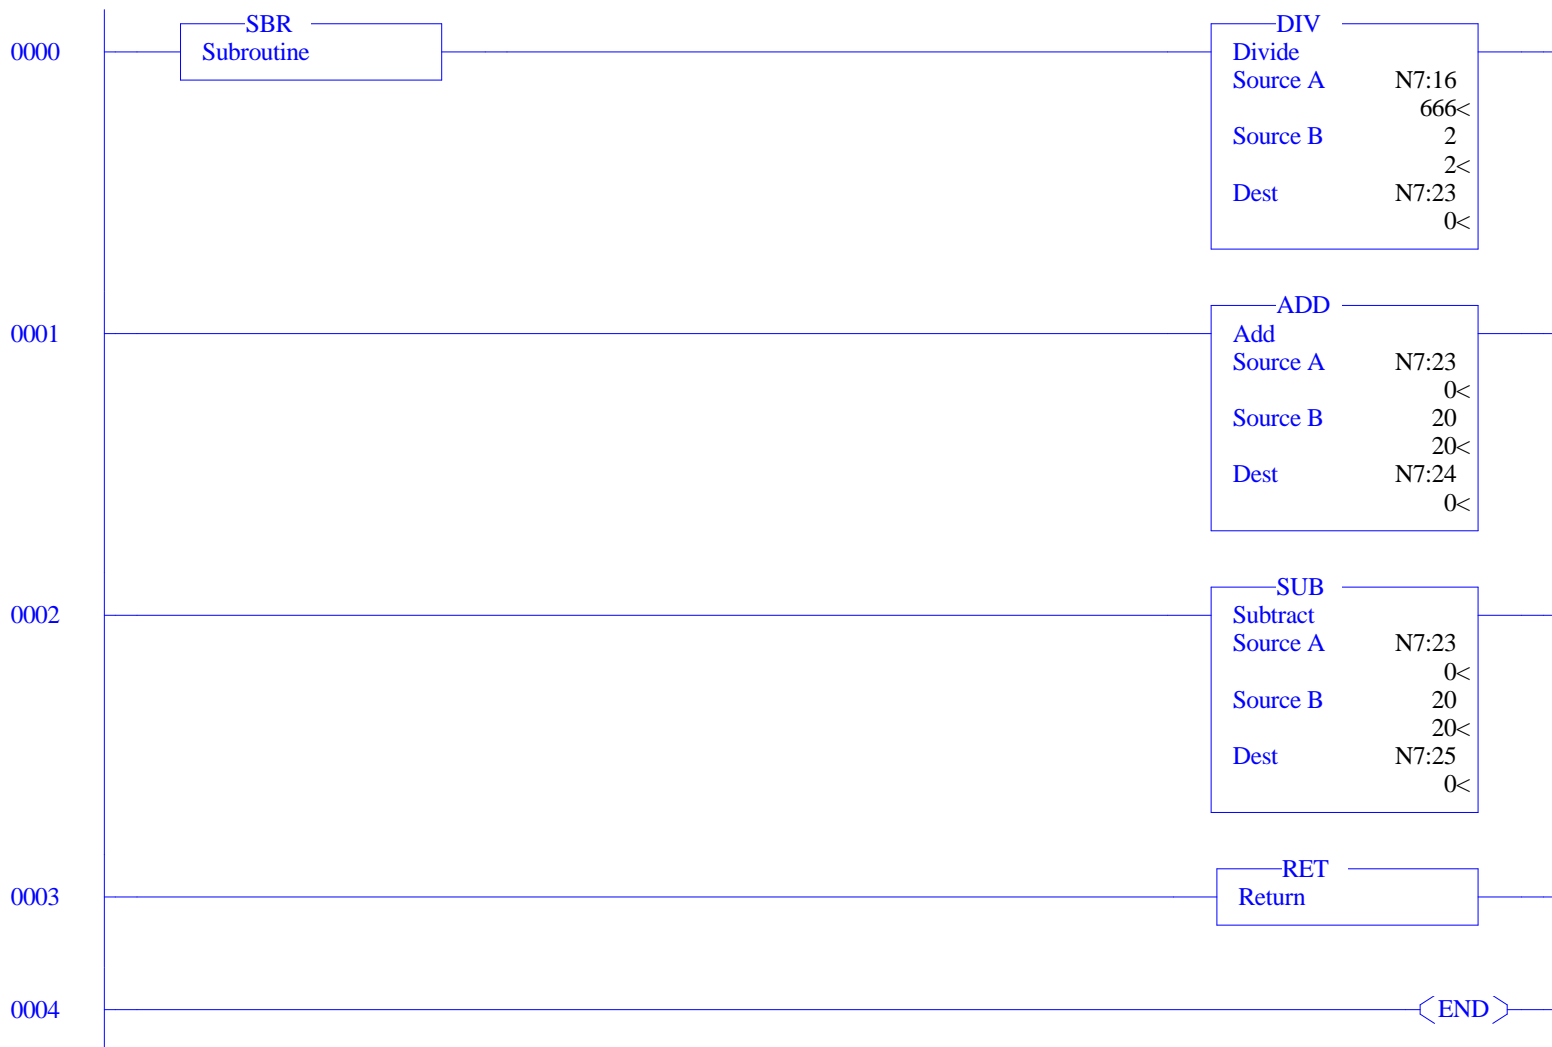 SBR
DIV
0000
Subroutine
Divide
Source A N7:16
666<
Source B 2
2<
Dest N7:23
0<
ADD
0001
Add
Source A N7:23
0<
Source B 20
20<
Dest N7:24
0<
SUB
0002
Subtract
Source A N7:23
0<
Source B 20
20<
Dest N7:25
0<
RET
0003
Return
0004
END